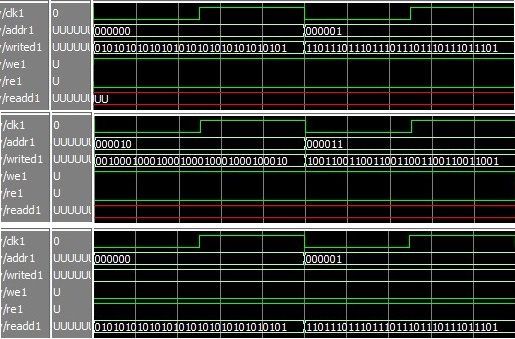 /clk1 0
/addr1 UUUUUU 000000 000001
/writed1 UUUUUU 01010101010101010101010101010101 11011101110111011101110111011101
/we1 U
/re1 U
/readd1 UUUUUU UU
/clk1 0
/addr1 UUUUUU 000010 000011
/writed1 UUUUUU 00100010001000100010001000100010 10011001100110011001100110011001
/we1 U
/re1 U
/readd1 UUUUUU
/clk1 0
/addr1 UUUUUU 000000 000001
/writed1 UUUUUU
/we1 U
/re1 U
/readd1 UUUUUU 01010101010101010101010101010101 11011101110111011101110111011101